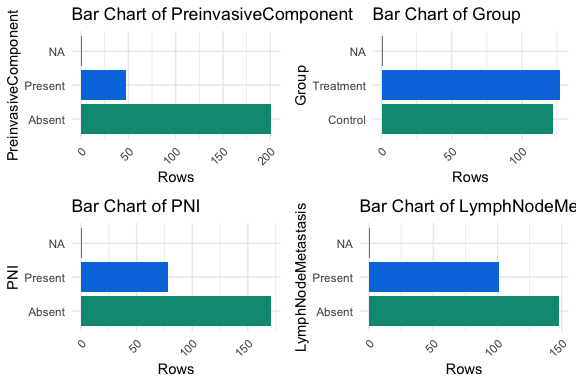 Bar Chart of PreinvasiveComponent
PreinvasiveComponent
NA
Present
Absent
0
50
100
150
200
Rows
Bar Chart of Group
Group
NA
Treatment
Control
0
50
100
Rows
Bar Chart of PNI
PNI
NA
Present
Absent
0
50
100
150
Rows
Bar Chart of LymphNodeMe
LymphNodeMetastasis
NA
Present
Absent
0
50
100
150
Rows